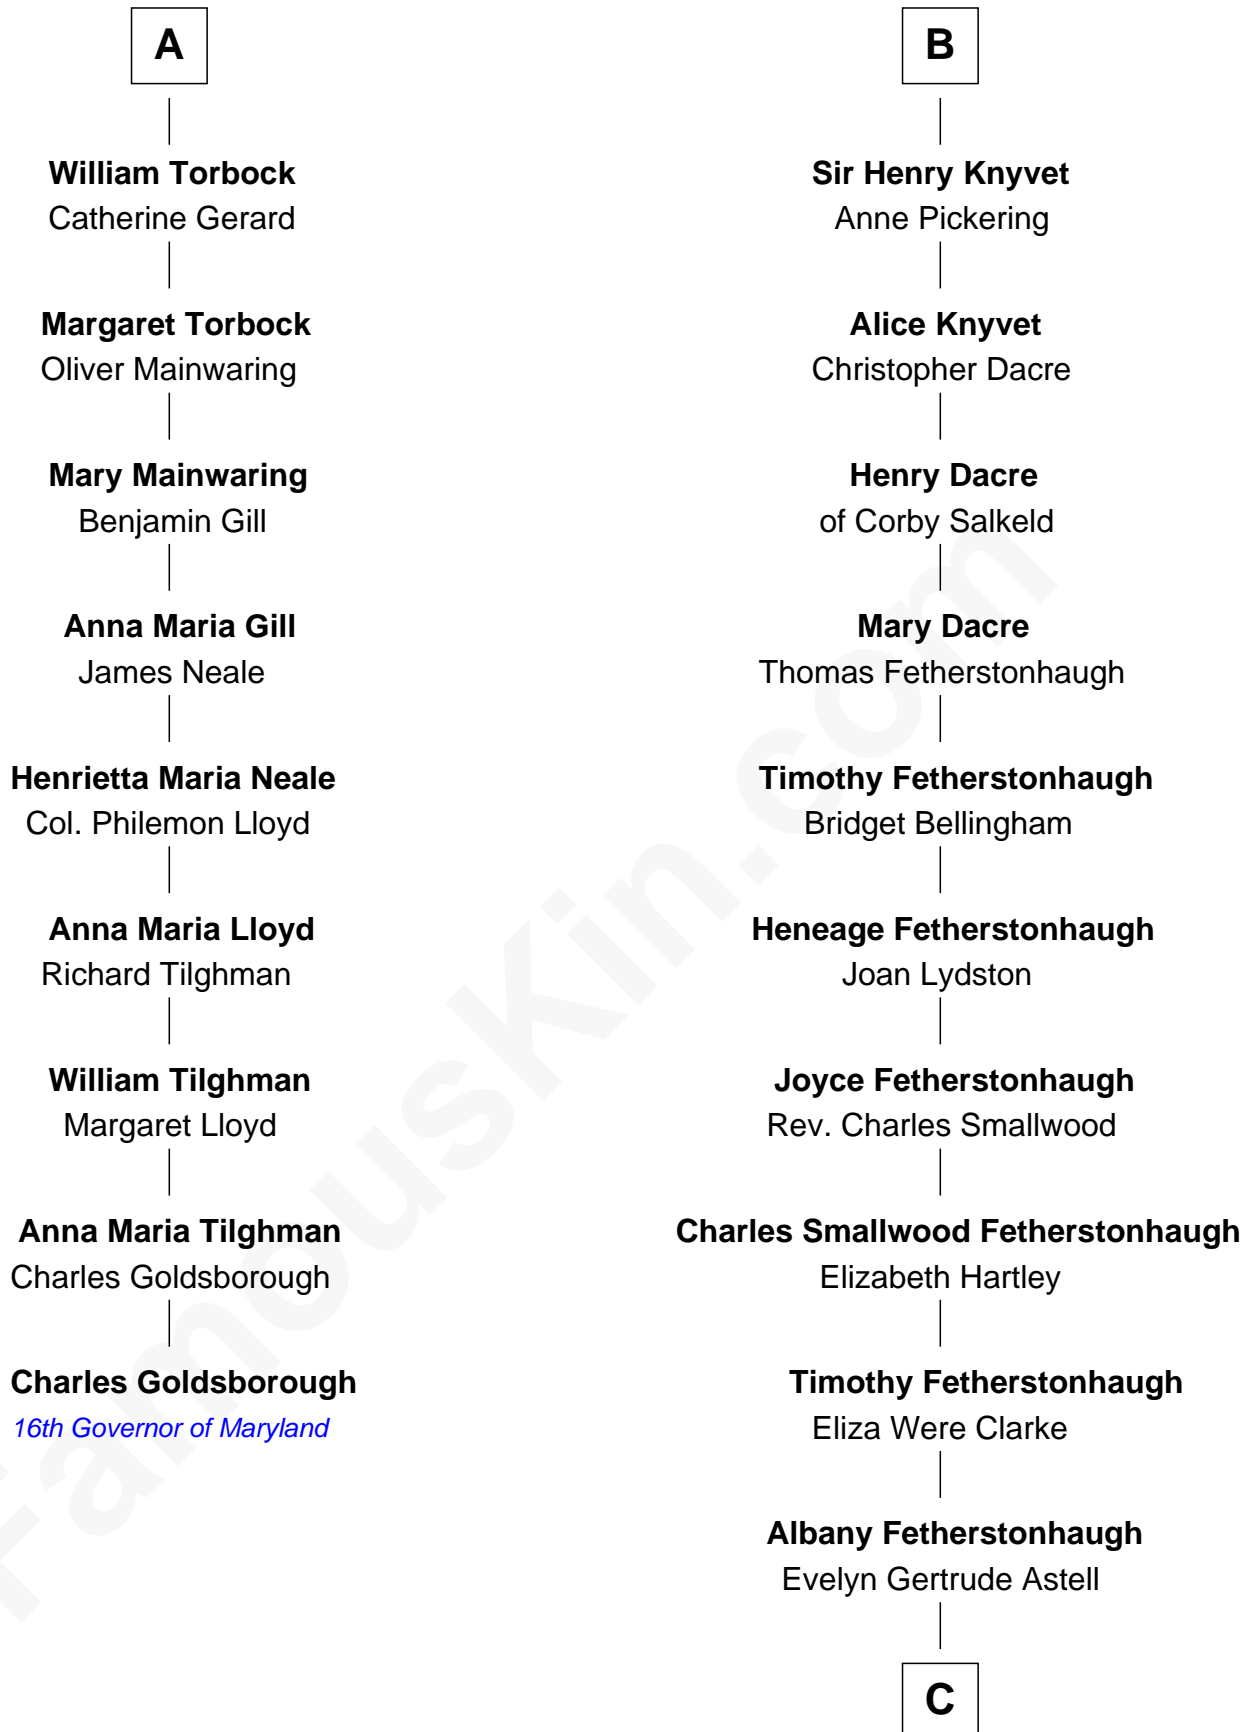 A
William Torbock
Catherine Gerard
Margaret Torbock
Oliver Mainwaring
Mary Mainwaring
Benjamin Gill
Anna Maria Gill
James Neale
Henrietta Maria Neale
Col. Philemon Lloyd
Anna Maria Lloyd
Richard Tilghman
William Tilghman
Margaret Lloyd
Anna Maria Tilghman
Charles Goldsborough
Charles Goldsborough
16th Governor of Maryland
B
Sir Henry Knyvet
Anne Pickering
Alice Knyvet
Christopher Dacre
Henry Dacre
of Corby Salkeld
Mary Dacre
Thomas Fetherstonhaugh
Timothy Fetherstonhaugh
Bridget Bellingham
Heneage Fetherstonhaugh
Joan Lydston
Joyce Fetherstonhaugh
Rev. Charles Smallwood
Charles Smallwood Fetherstonhaugh
Elizabeth Hartley
Timothy Fetherstonhaugh
Eliza Were Clarke
Albany Fetherstonhaugh
Evelyn Gertrude Astell
C
FamousKin.com